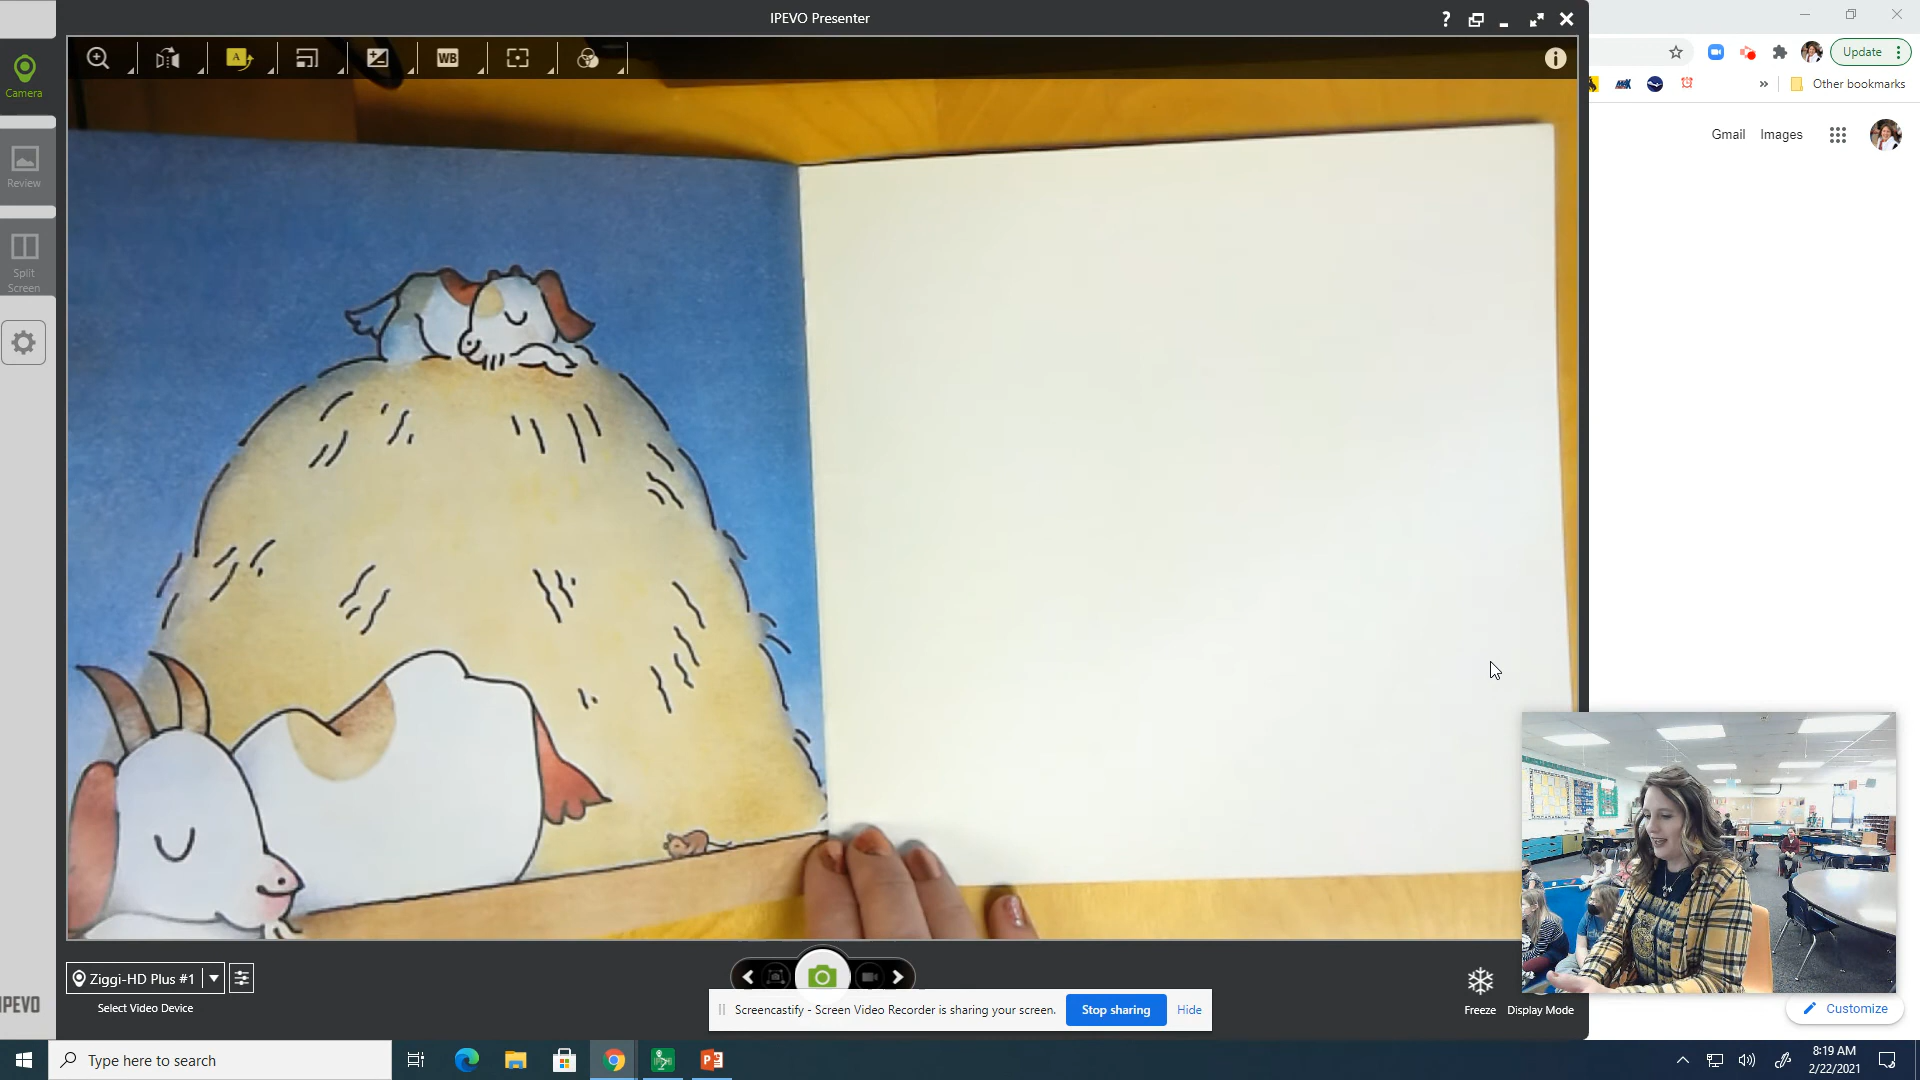 IPEVO Presenter
?
Camera
A
WB
i
Update
Other bookmarks
Review
Gmail Images
Split
Screen
Ziggi-HD Plus #1
Select Video Device
IPEVO
Freeze Display Mode
Screencastify - Screen Video Recorder is sharing your screen. Stop sharing Hide
Customize
Type here to search
8:19 AM
2/22/2021